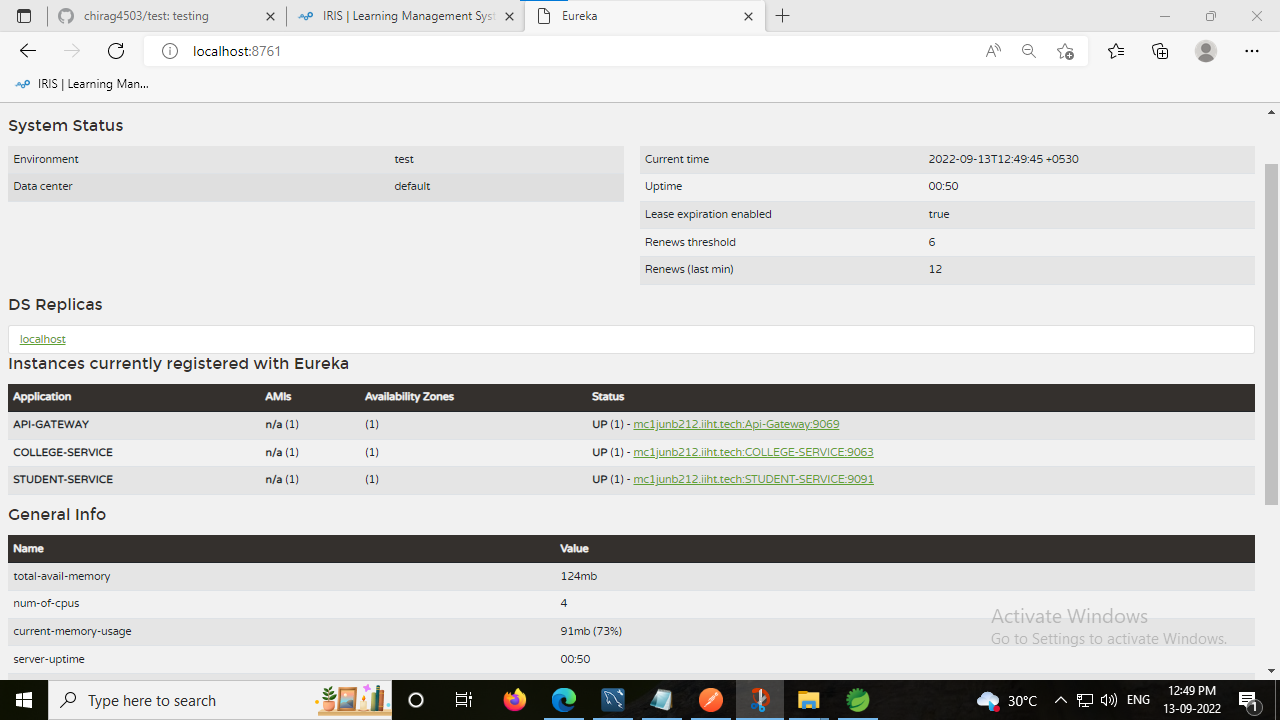 chirag4503/test: testing
IRIS | Learning Management Syst
Eureka
localhost:8761
IRIS | Learning Man...
System Status
Environment test
Data center default
Current time 2022-09-13T12:49:45 +0530
Uptime 00:50
Lease expiration enabled true
Renews threshold 6
Renews (last min) 12
DS Replicas
localhost
Instances currently registered with Eureka
Application AMIs Availability Zones Status
API-GATEWAY n/a (1) (1) UP (1) - mc1junb212.iiht.tech:Api-Gateway:9069
COLLEGE-SERVICE n/a (1) (1) UP (1) - mc1junb212.iiht.tech:COLLEGE-SERVICE:9063
STUDENT-SERVICE n/a (1) (1) UP (1) - mc1junb212.iiht.tech:STUDENT-SERVICE:9091
General Info
Name Value
total-avail-memory 124mb
num-of-cpus 4
current-memory-usage 91mb (73%)
server-uptime 00:50
Activate Windows
Go to Settings to activate Windows.
Type here to search
30°C
ENG
12:49 PM
13-09-2022
1